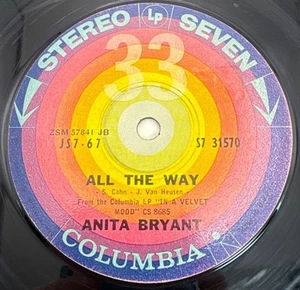 STEREO LP SEVEN
33
ZSM 57841 JB
JS7-67 S7 31570
ALL THE WAY
- S. Cahn - J. Van Heusen -
From the Columbia LP "IN A VELVET
MOOD" CS 8685
ANITA BRYANT
COLUMBIA